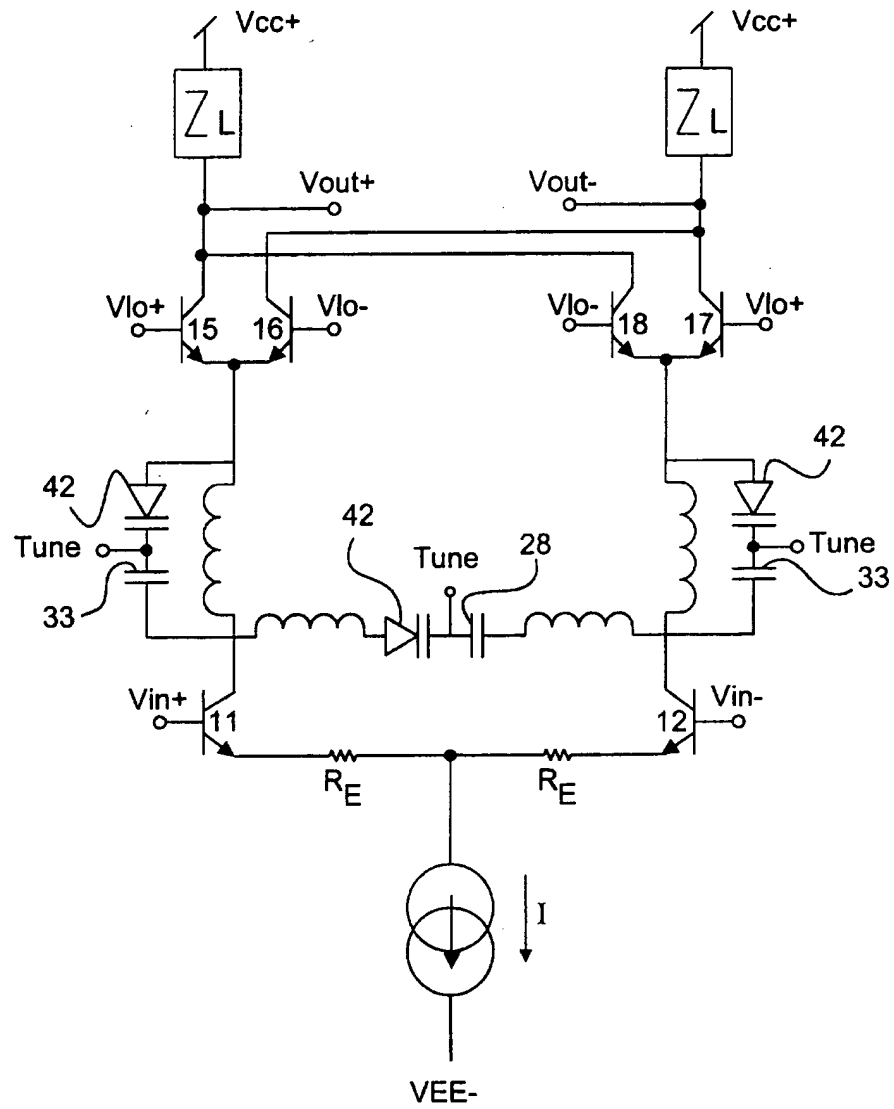 Vcc+ Vcc+
ZL ZL
Vout+ Vout-
Vlo+ 15 16 Vlo- Vlo- 18 17 Vlo+
42 42
42 Tune 28
Tune Tune
33 33
Vin+ 11 12 Vin-
RE RE
I
VEE-